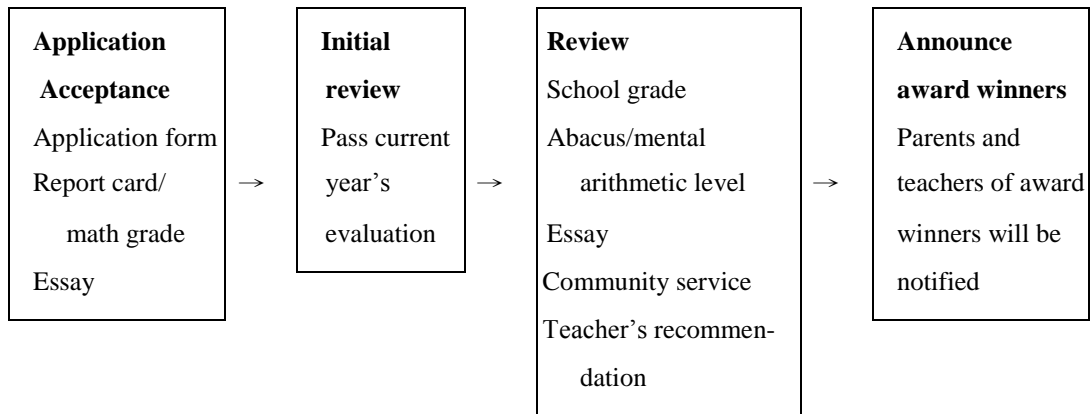 Application
Acceptance
Application form
Report card/
math grade
Essay
→
Initial
review
Pass current
year’s
evaluation
→
Review
School grade
Abacus/mental
arithmetic level
Essay
Community service
Teacher’s recommen-
dation
→
Announce
award winners
Parents and
teachers of award
winners will be
notified